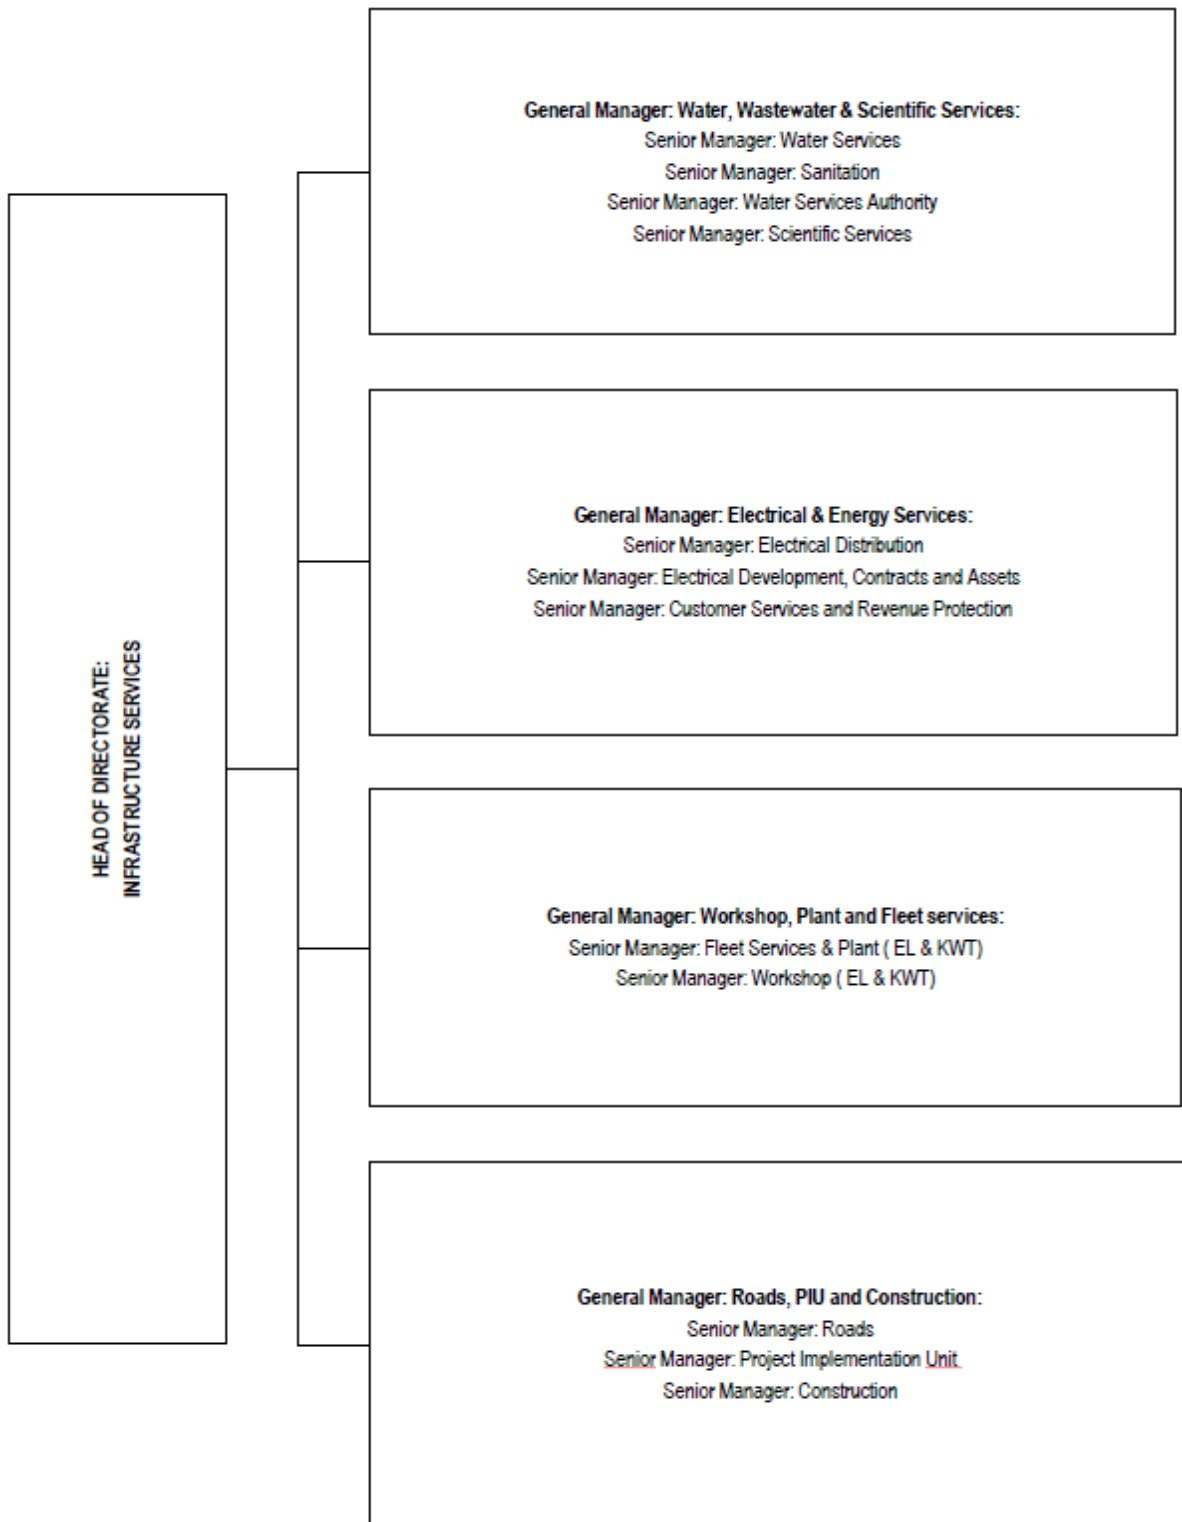 HEAD OF DIRECTORATE:
INFRASTRUCTURE SERVICES
General Manager: Water, Wastewater & Scientific Services:
Senior Manager: Water Services
Senior Manager: Sanitation
Senior Manager: Water Services Authority
Senior Manager: Scientific Services
General Manager: Electrical & Energy Services:
Senior Manager: Electrical Distribution
Senior Manager: Electrical Development, Contracts and Assets
Senior Manager: Customer Services and Revenue Protection
General Manager: Workshop, Plant and Fleet services:
Senior Manager: Fleet Services & Plant ( EL & KWT)
Senior Manager: Workshop ( EL & KWT)
General Manager: Roads, PIU and Construction:
Senior Manager: Roads
Senior Manager: Project Implementation Unit
Senior Manager: Construction